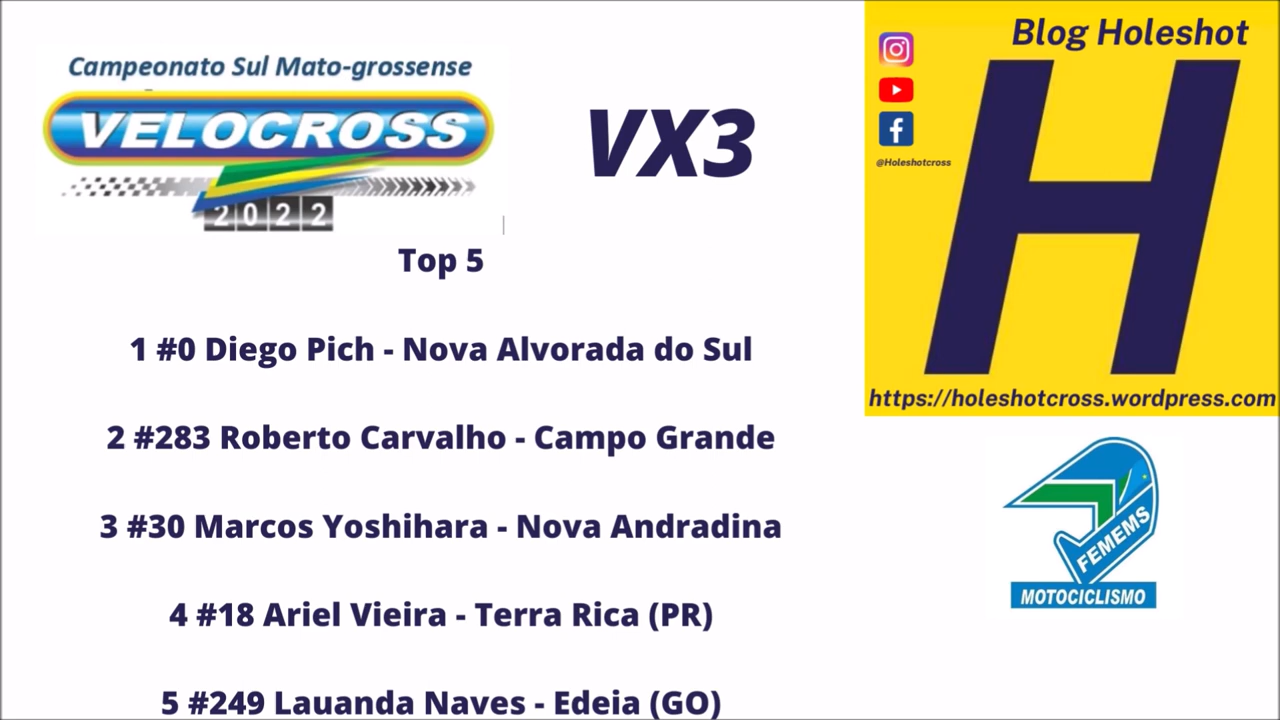 Campeonato Sul Mato-grossense
VELOCROSS
2022
VX3
Top 5
1 #0 Diego Pich - Nova Alvorada do Sul
2 #283 Roberto Carvalho - Campo Grande
3 #30 Marcos Yoshihara - Nova Andradina
4 #18 Ariel Vieira - Terra Rica (PR)
5 #249 Lauanda Naves - Edeia (GO)
Blog Holeshot
@Holeshotcross
H
https://holeshotcross.wordpress.com
FEMEMS
MOTOCICLISMO